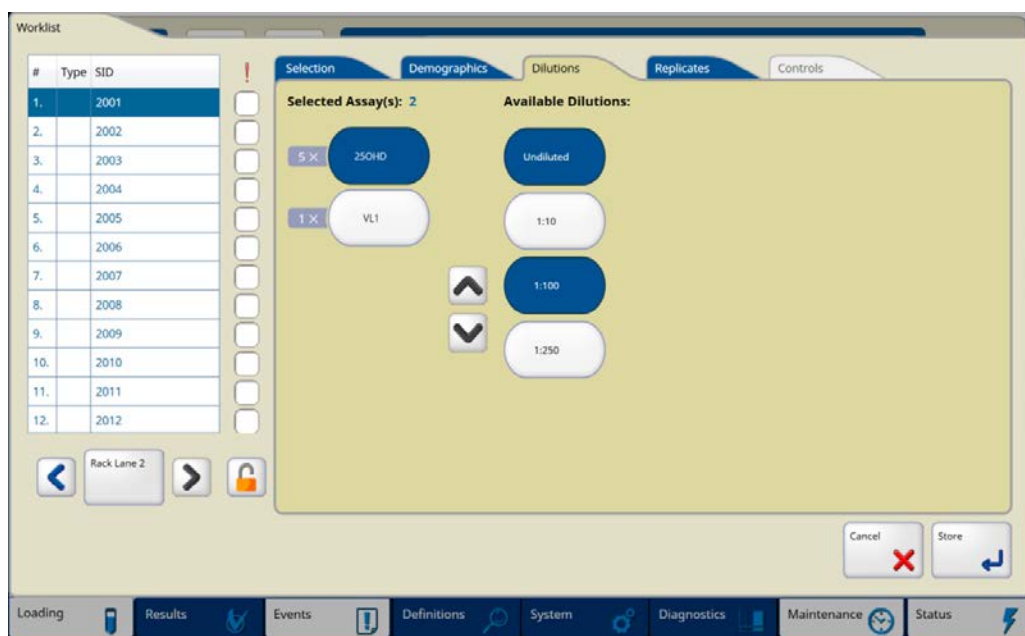 Worklist
# Type SID !
1. 2001
2. 2002
3. 2003
4. 2004
5. 2005
6. 2006
7. 2007
8. 2008
9. 2009
10. 2010
11. 2011
12. 2012
Rack Lane 2
Selection Demographics Dilutions Replicates Controls
Selected Assay(s): 2 Available Dilutions:
5 X 25OHD Undiluted
1 X VL1 1:10
1:100
1:250
Cancel Store
Loading Results Events Definitions System Diagnostics Maintenance Status